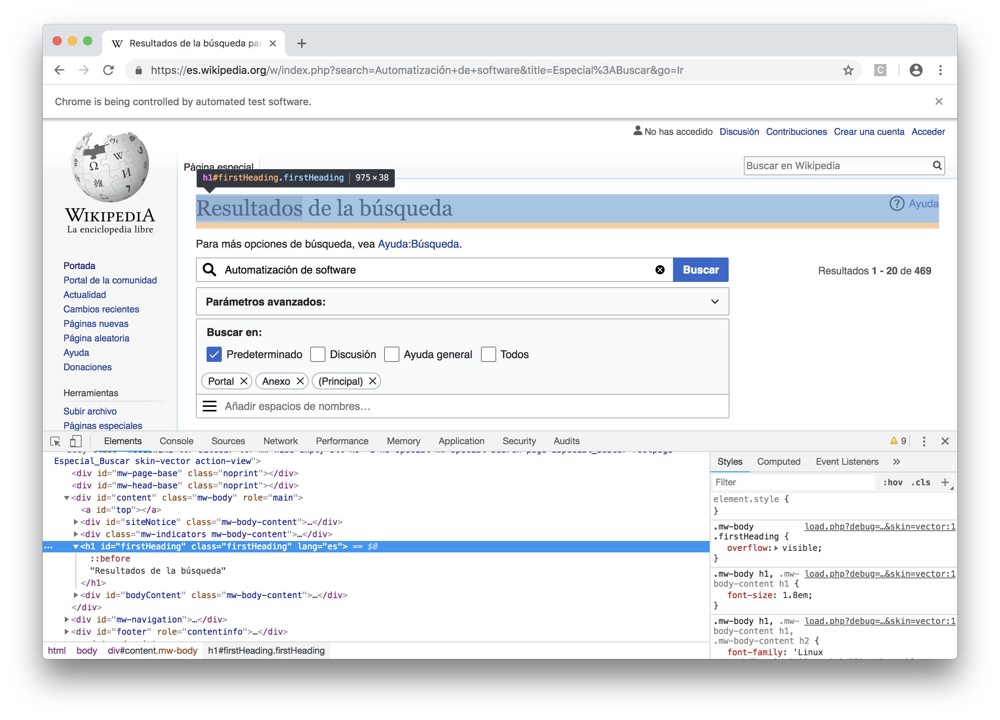 Resultados de la búsqueda par
https://es.wikipedia.org/w/index.php?search=Automatización+de+software&title=Especial%3ABuscar&go=Ir
C
Chrome is being controlled by automated test software.
No has accedido Discusión Contribuciones Crear una cuenta Acceder
Página especial
Buscar en Wikipedia
h1#firstHeading.firstHeading 975×38
WIKIPEDIA
La enciclopedia libre
Resultados de la búsqueda
Ayuda
Para más opciones de búsqueda, vea Ayuda:Búsqueda.
Automatización de software
Buscar
Resultados 1 - 20 de 469
Parámetros avanzados:
Buscar en:
Predeterminado Discusión Ayuda general Todos
Portal Anexo (Principal)
Añadir espacios de nombres…
Portada
Portal de la comunidad
Actualidad
Cambios recientes
Páginas nuevas
Página aleatoria
Ayuda
Donaciones
Herramientas
Subir archivo
Páginas especiales
Elements Console Sources Network Performance Memory Application Security Audits 9
Especial_Buscar skin-vector action-view">
<div id="mw-page-base" class="noprint"></div>
<div id="mw-head-base" class="noprint"></div>
<div id="content" class="mw-body" role="main">
<a id="top"></a>
<div id="siteNotice" class="mw-body-content">…</div>
<div class="mw-indicators mw-body-content">…</div>
<h1 id="firstHeading" class="firstHeading" lang="es"> == $0
::before
"Resultados de la búsqueda"
</h1>
<div id="bodyContent" class="mw-body-content">…</div>
</div>
<div id="mw-navigation">…</div>
<div id="footer" role="contentinfo">…</div>
html body div#content.mw-body h1#firstHeading.firstHeading
Styles Computed Event Listeners »
Filter :hov .cls +
element.style {
}
.mw-body load.php?debug=…&skin=vector:1
.firstHeading {
overflow: visible;
}
.mw-body h1, .mw- load.php?debug=…&skin=vector:1
body-content h1 {
font-size: 1.8em;
}
.mw-body h1, .mw- load.php?debug=…&skin=vector:1
body-content h1,
.mw-body-content h2 {
font-family: 'Linux